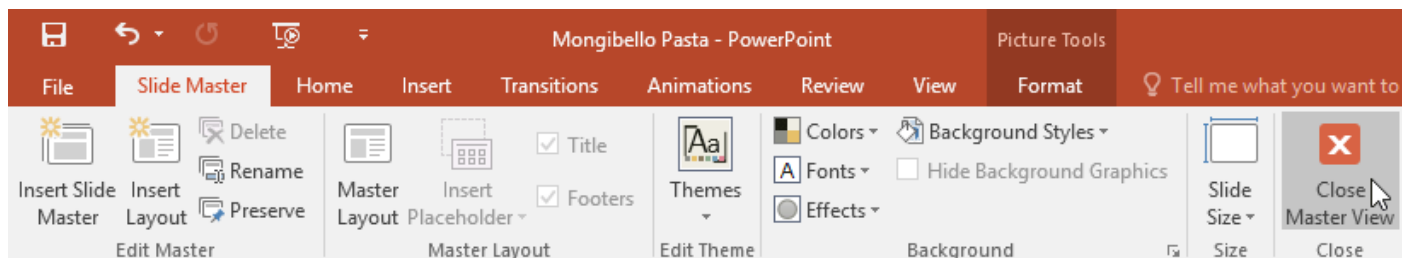 Mongibello Pasta - PowerPoint
Picture Tools
File Slide Master Home Insert Transitions Animations Review View Format Tell me what you want to
Insert Slide
Master
Insert
Layout
Delete
Rename
Preserve
Edit Master
Master
Layout
Insert
Placeholder
Title
Footers
Master Layout
Aa
Themes
Edit Theme
Colors
A Fonts
Effects
Background Styles
Hide Background Graphics
Background
Slide
Size
Size
Close
Master View
Close